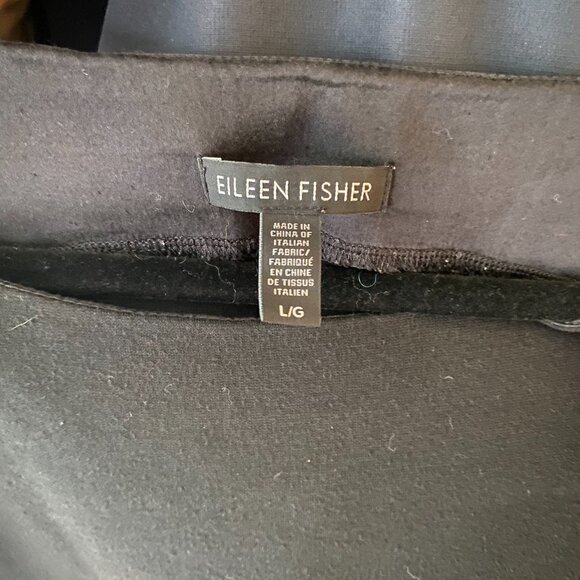 EILEEN FISHER
MADE IN
CHINA OF
ITALIAN
FABRIC/
FABRIQUÉ
EN CHINE
DE TISSUS
ITALIEN
L/G